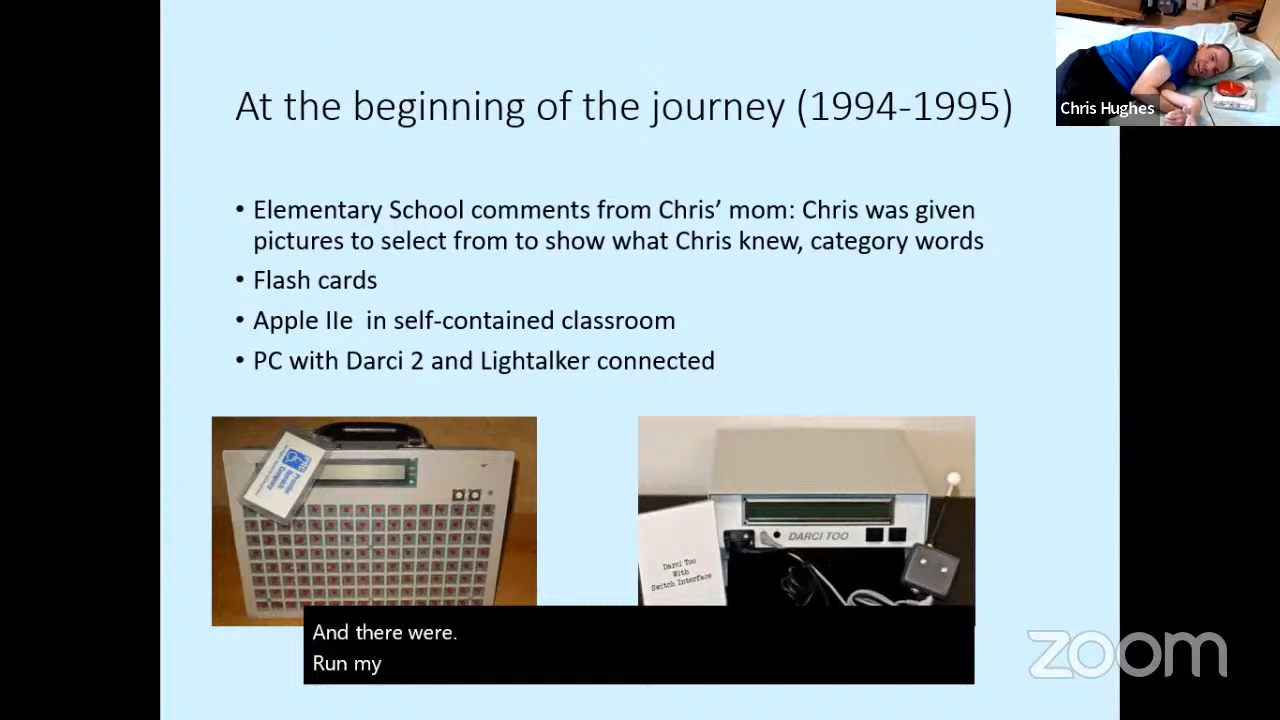 At the beginning of the journey (1994-1995)
Chris Hughes
• Elementary School comments from Chris’ mom: Chris was given
pictures to select from to show what Chris knew, category words
• Flash cards
• Apple IIe in self-contained classroom
• PC with Darci 2 and Lightalker connected
Prentke
Romich
Company
DARCI TOO
Darci Too
With
Switch Interface
And there were.
Run my
zoom